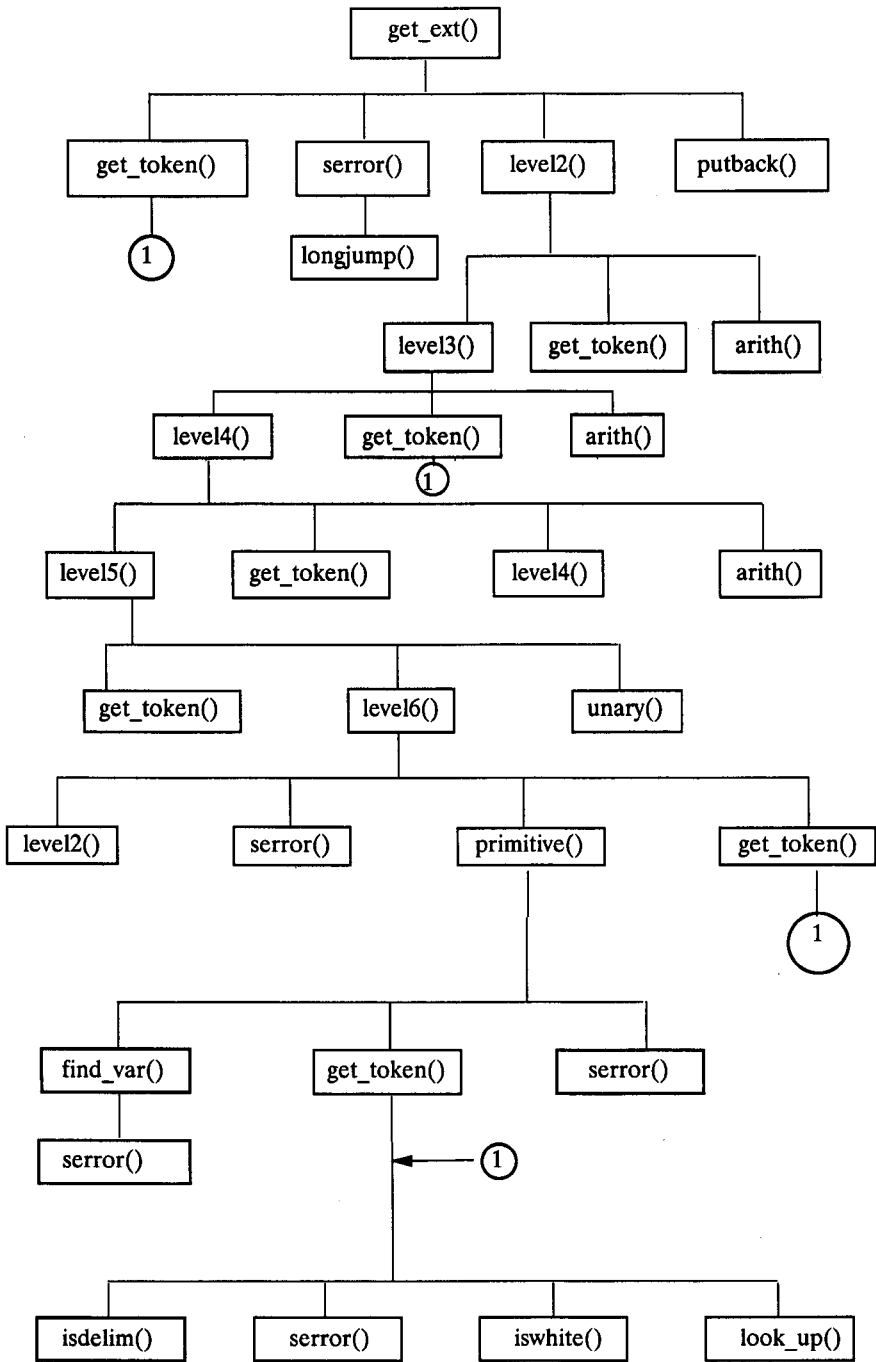 get_ext()
get_token() serror() level2() putback()
1 longjump()
level3() get_token() arith()
level4() get_token() arith()
1
level5() get_token() level4() arith()
get_token() level6() unary()
level2() serror() primitive() get_token()
1
find_var() get_token() serror()
serror() 1
isdelim() serror() iswhite() look_up()